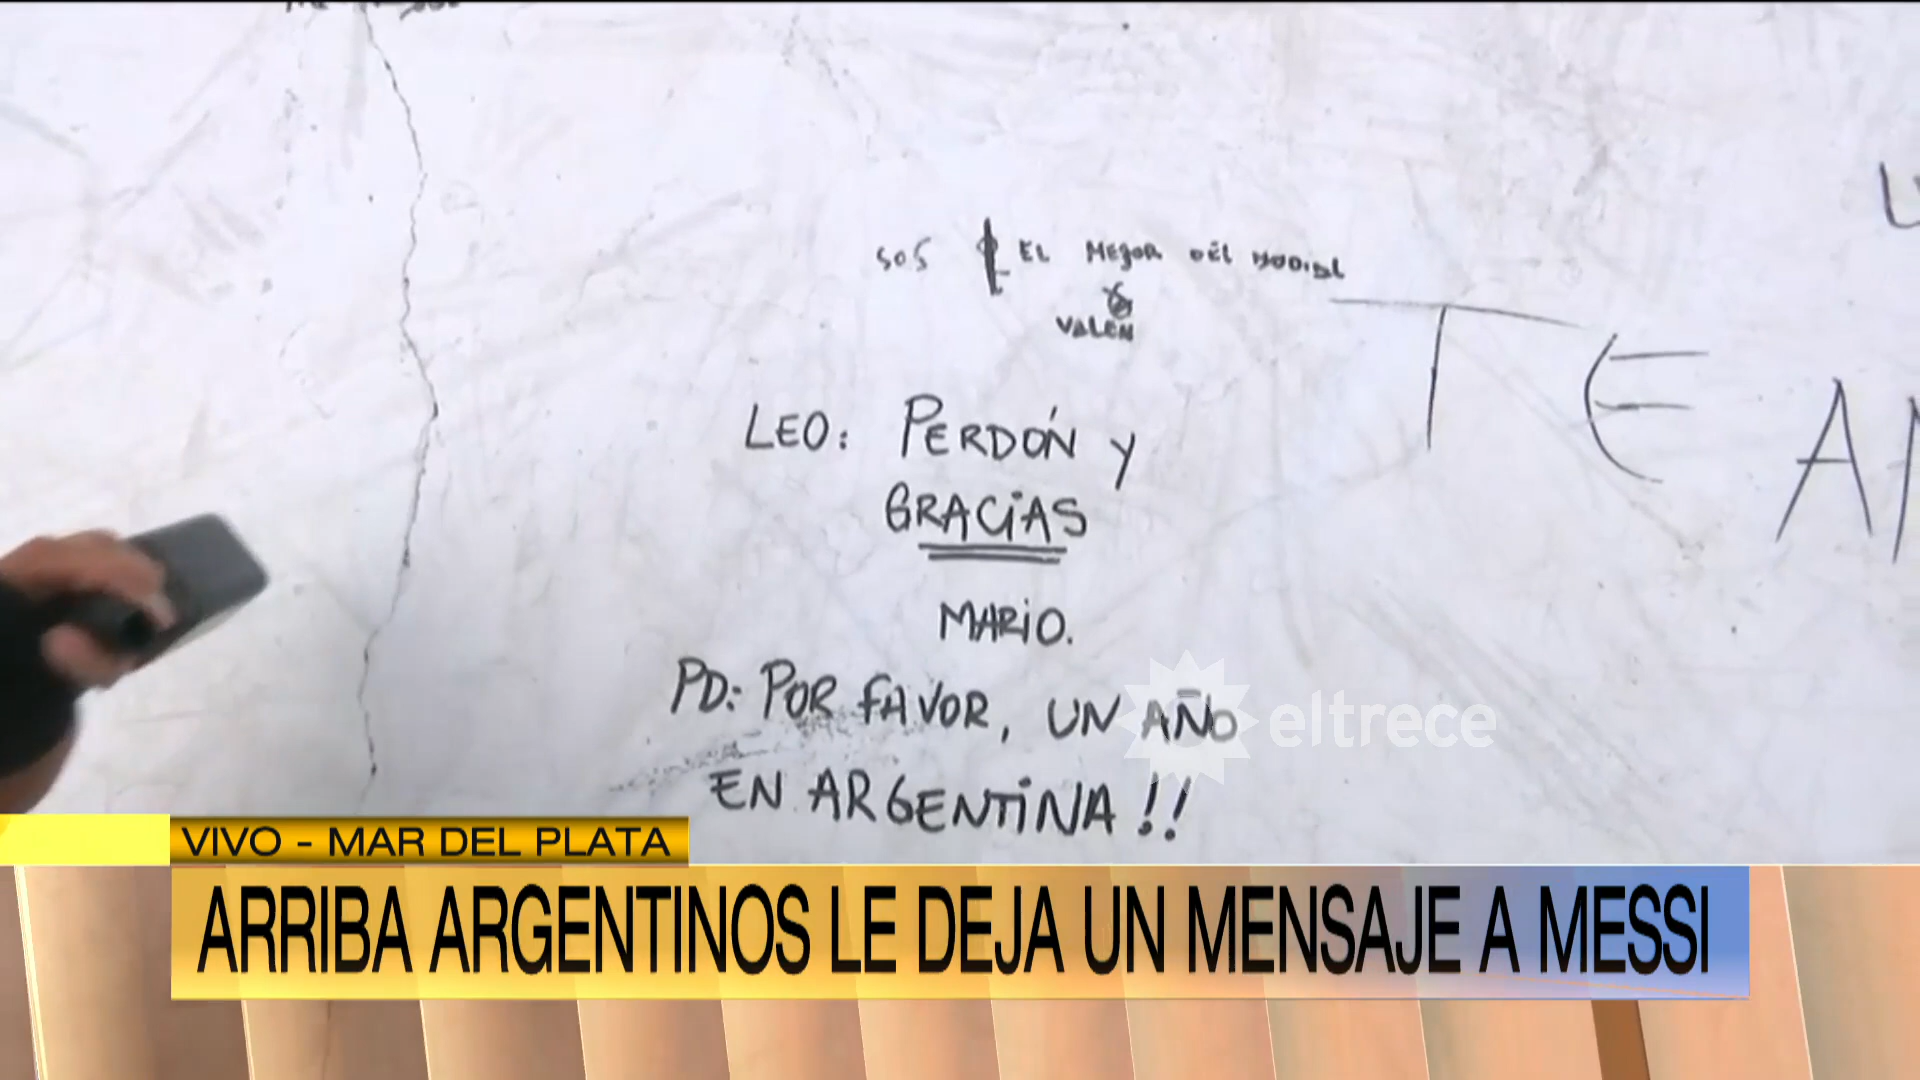 SOS EL MEJOR DEL
VALEN
TE
LEO: PERDÓN Y
GRACIAS
MARIO.
PD: POR FAVOR, UN AÑO
EN ARGENTINA!!
eltrece
VIVO - MAR DEL PLATA
ARRIBA ARGENTINOS LE DEJA UN MENSAJE A MESSI